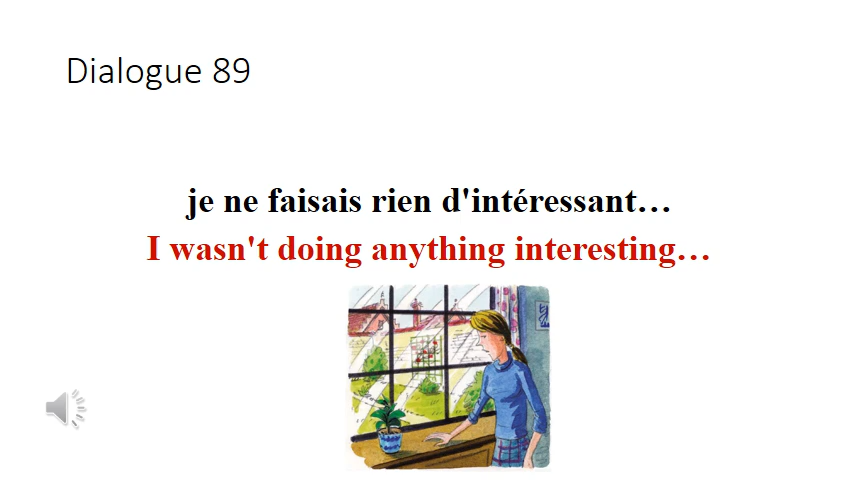 Dialogue 89
je ne faisais rien d'intéressant…
I wasn't doing anything interesting…